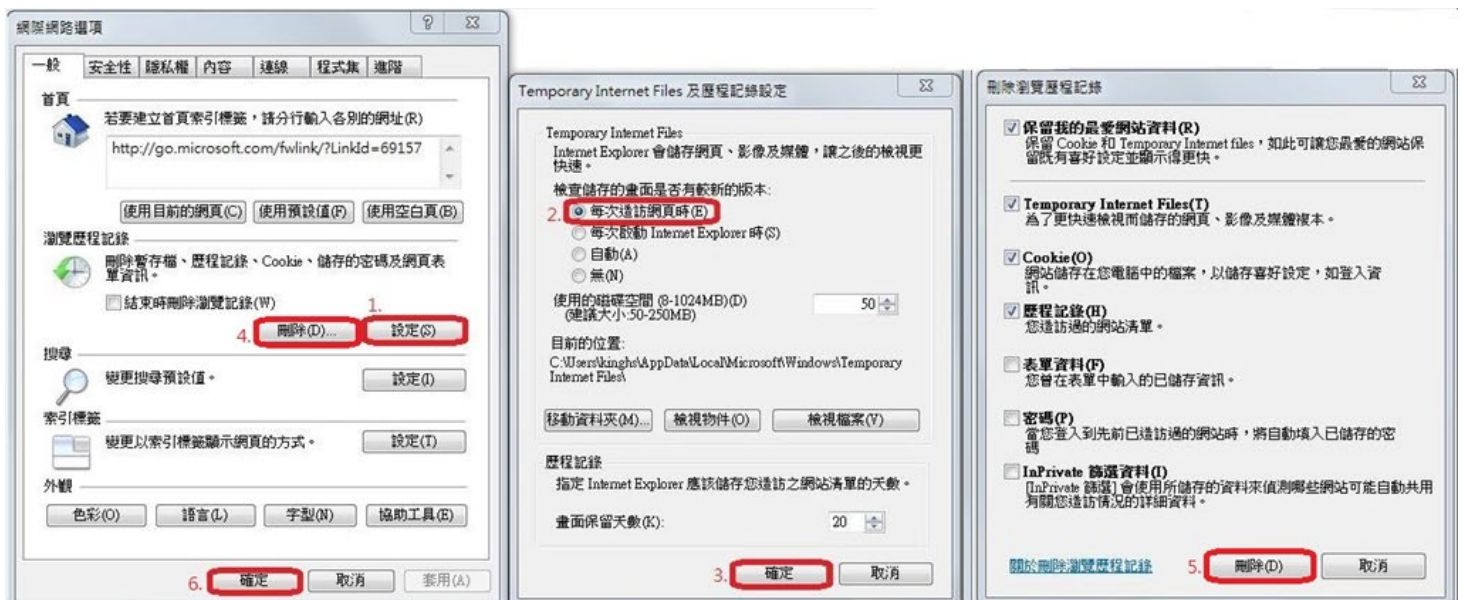 網際網路選項
一般 安全性 隱私權 內容 連線 程式集 進階
首頁
若要建立首頁索引標籤，請分行輸入各別的網址(R)
http://go.microsoft.com/fwlink/?LinkId=69157
使用目前的網頁(C) 使用預設值(F) 使用空白頁(B)
瀏覽歷程記錄
刪除暫存檔、歷程記錄、Cookie、儲存的密碼及網頁表
單資訊。
結束時刪除瀏覽記錄(W)
1.
4. 刪除(D)... 設定(S)
搜尋
變更搜尋預設值。 設定(I)
索引標籤
變更以索引標籤顯示網頁的方式。 設定(T)
外觀
色彩(O) 語言(L) 字型(N) 協助工具(E)
6. 確定 取消 套用(A)
Temporary Internet Files 及歷程記錄設定
Temporary Internet Files
Internet Explorer 會儲存網頁、影像及媒體，讓之後的檢視更
快速。
檢查儲存的畫面是否有較新的版本:
2. 每次造訪網頁時(E)
每次啟動 Internet Explorer 時(S)
自動(A)
無(N)
使用的磁碟空間 (8-1024MB)(D) 50
(建議大小:50-250MB)
目前的位置:
C:\Users\kinghs\AppData\Local\Microsoft\Windows\Temporary
Internet Files\
移動資料夾(M)... 檢視物件(O) 檢視檔案(V)
歷程記錄
指定 Internet Explorer 應該儲存您造訪之網站清單的天數。
畫面保留天數(K): 20
3. 確定 取消
刪除瀏覽歷程記錄
保留我的最愛網站資料(R)
保留 Cookie 和 Temporary Internet files，如此可讓您最愛的網站保
留既有喜好設定並顯示得更快。
Temporary Internet Files(T)
為了更快速檢視而儲存的網頁、影像及媒體複本。
Cookie(O)
網站儲存在您電腦中的檔案，以儲存喜好設定，如登入資
訊。
歷程記錄(H)
您造訪過的網站清單。
表單資料(F)
您曾在表單中輸入的已儲存資訊。
密碼(P)
當您登入到先前已造訪過的網站時，將自動填入已儲存的密
碼
InPrivate 篩選資料(I)
[InPrivate 篩選] 會使用所儲存的資料來偵測哪些網站可能自動共用
有關您造訪情況的詳細資料。
關於刪除瀏覽歷程記錄 5. 刪除(D) 取消